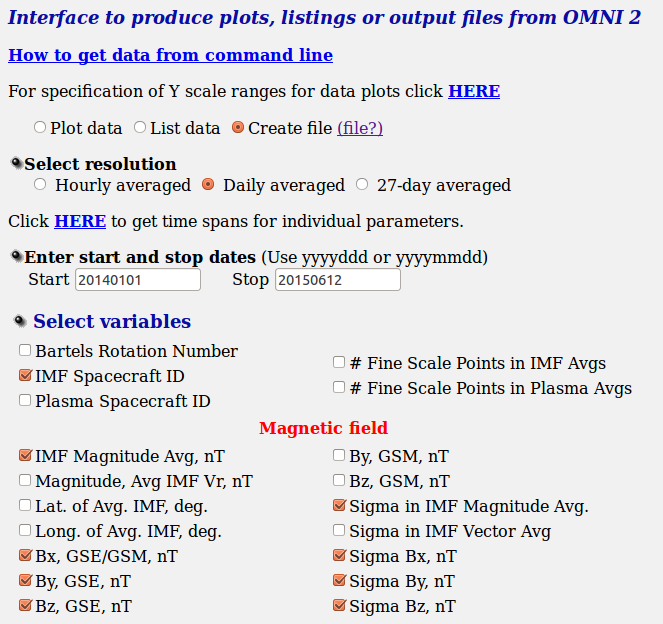 Interface to produce plots, listings or output files from OMNI 2
How to get data from command line
For specification of Y scale ranges for data plots click HERE
Plot data List data Create file (file?)
Select resolution
Hourly averaged Daily averaged 27-day averaged
Click HERE to get time spans for individual parameters.
Enter start and stop dates (Use yyyyddd or yyyymmdd)
Start 20140101 Stop 20150612
Select variables
Bartels Rotation Number
IMF Spacecraft ID
Plasma Spacecraft ID
# Fine Scale Points in IMF Avgs
# Fine Scale Points in Plasma Avgs
Magnetic field
IMF Magnitude Avg, nT
Magnitude, Avg IMF Vr, nT
Lat. of Avg. IMF, deg.
Long. of Avg. IMF, deg.
Bx, GSE/GSM, nT
By, GSE, nT
Bz, GSE, nT
By, GSM, nT
Bz, GSM, nT
Sigma in IMF Magnitude Avg.
Sigma in IMF Vector Avg
Sigma Bx, nT
Sigma By, nT
Sigma Bz, nT